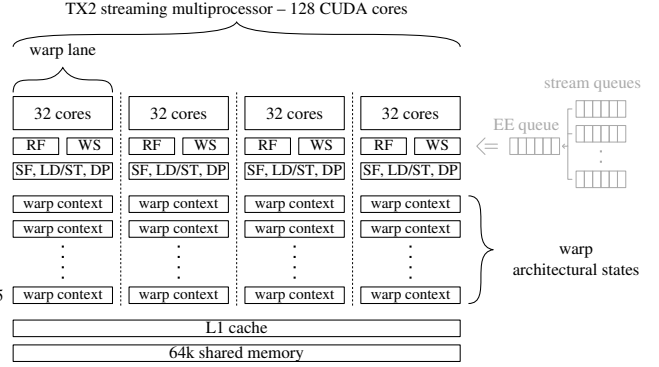 TX2 streaming multiprocessor – 128 CUDA cores
warp lane
stream queues
EE queue
32 cores 32 cores 32 cores 32 cores
RF WS RF WS RF WS RF WS
SF, LD/ST, DP SF, LD/ST, DP SF, LD/ST, DP SF, LD/ST, DP
warp context warp context warp context warp context
warp context warp context warp context warp context
warp
architectural states
5 warp context warp context warp context warp context
L1 cache
64k shared memory